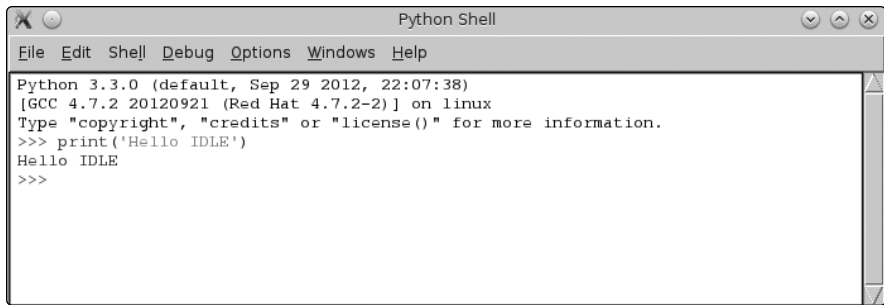 Python Shell
File Edit Shell Debug Options Windows Help
Python 3.3.0 (default, Sep 29 2012, 22:07:38)
[GCC 4.7.2 20120921 (Red Hat 4.7.2-2)] on linux
Type "copyright", "credits" or "license()" for more information.
>>> print('Hello IDLE')
Hello IDLE
>>>